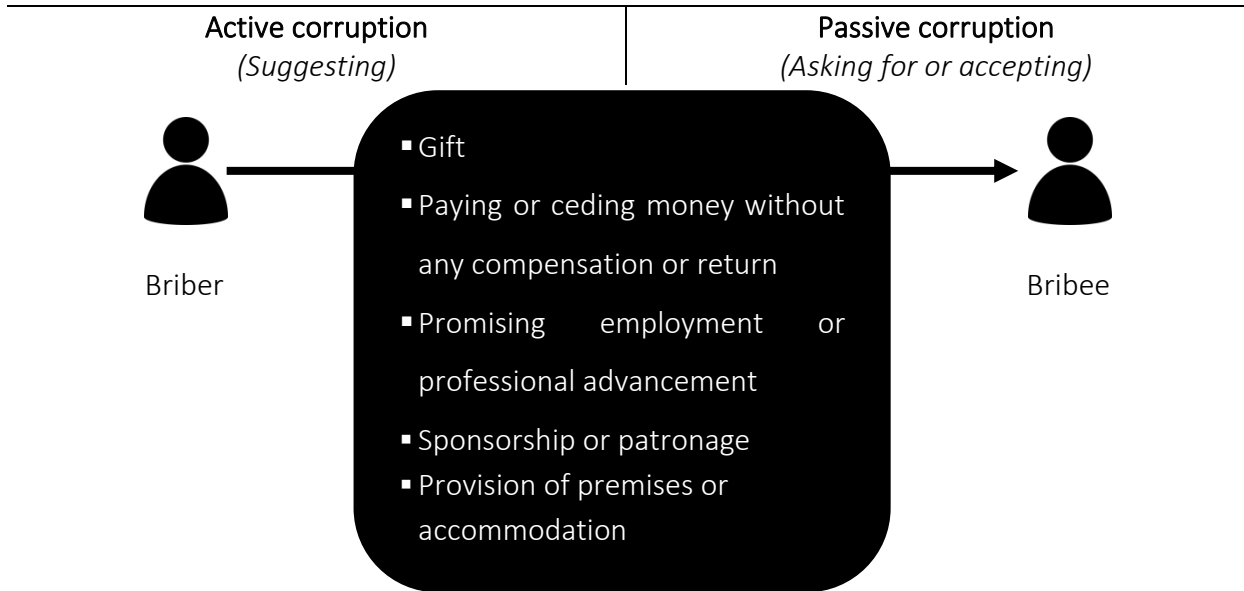 Active corruption
(Suggesting)
Passive corruption
(Asking for or accepting)
▪ Gift
▪ Paying or ceding money without
any compensation or return
▪ Promising employment or
professional advancement
▪ Sponsorship or patronage
▪ Provision of premises or
accommodation
Briber
Bribee